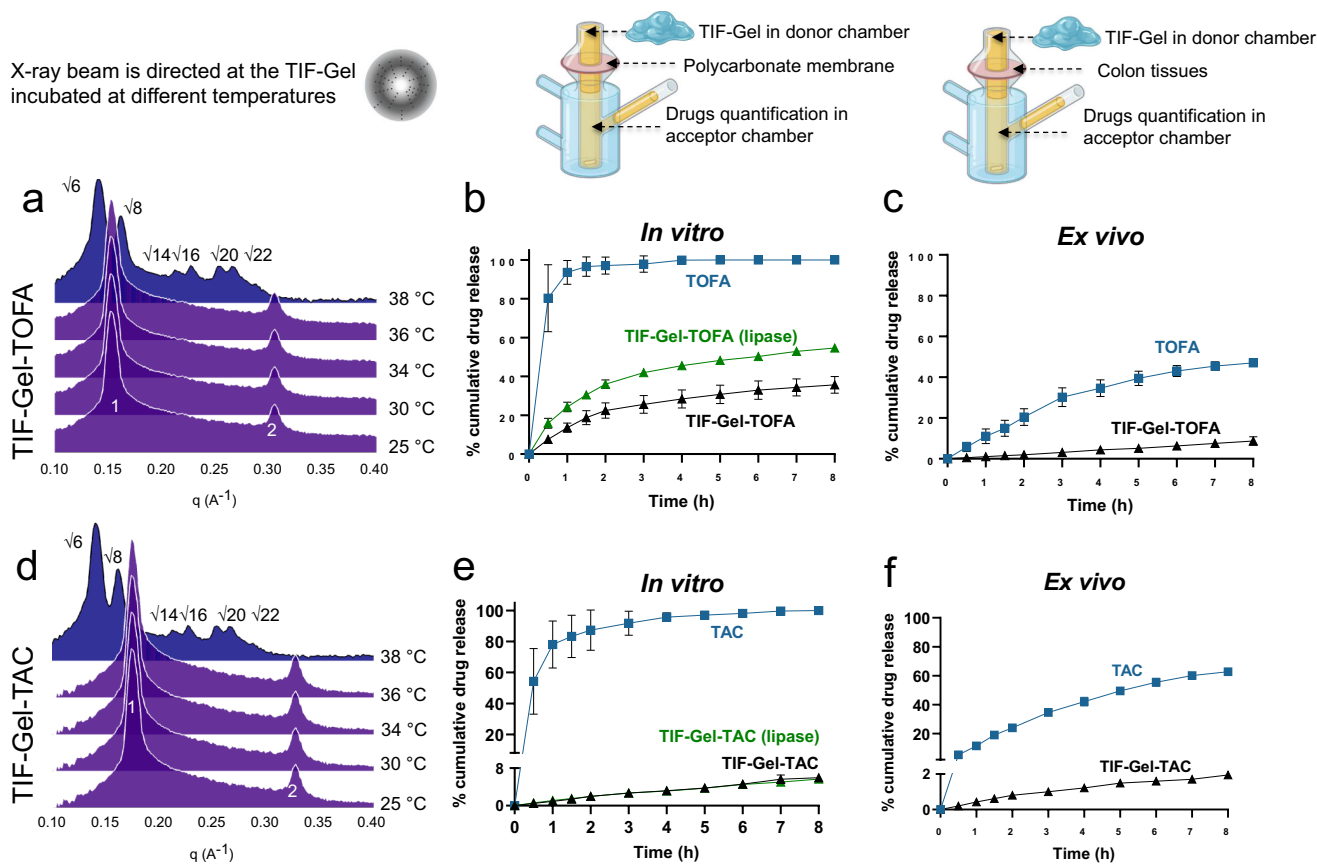 X-ray beam is directed at the TIF-Gel
incubated at different temperatures
TIF-Gel in donor chamber
Polycarbonate membrane
Drugs quantification in
acceptor chamber
TIF-Gel in donor chamber
Colon tissues
Drugs quantification in
acceptor chamber
a
TIF-Gel-TOFA
√6
√8
√14 √16 √20 √22
38 °C
36 °C
34 °C
30 °C
25 °C
1
2
0.10 0.15 0.20 0.25 0.30 0.35 0.40
q (A⁻¹)
b
In vitro
% cumulative drug release
100
80
60
40
20
0
TOFA
TIF-Gel-TOFA (lipase)
TIF-Gel-TOFA
0 1 2 3 4 5 6 7 8
Time (h)
c
Ex vivo
% cumulative drug release
100
80
60
40
20
0
TOFA
TIF-Gel-TOFA
0 1 2 3 4 5 6 7 8
Time (h)
d
TIF-Gel-TAC
√6
√8
√14 √16 √20 √22
38 °C
36 °C
34 °C
30 °C
25 °C
1
2
0.10 0.15 0.20 0.25 0.30 0.35 0.40
q (A⁻¹)
e
In vitro
% cumulative drug release
100
80
60
40
20
8
0
TAC
TIF-Gel-TAC (lipase)
TIF-Gel-TAC
0 1 2 3 4 5 6 7 8
Time (h)
f
Ex vivo
% cumulative drug release
100
80
60
40
20
2
0
TAC
TIF-Gel-TAC
0 1 2 3 4 5 6 7 8
Time (h)